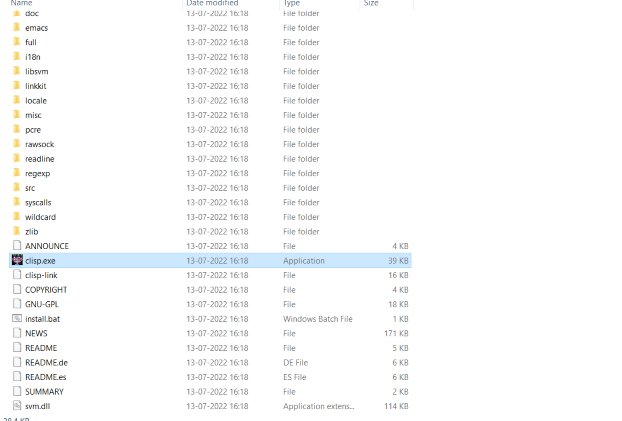 Name Date modified Type Size
doc 13-07-2022 16:18 File folder
emacs 13-07-2022 16:18 File folder
full 13-07-2022 16:18 File folder
i18n 13-07-2022 16:18 File folder
libsvm 13-07-2022 16:18 File folder
linkkit 13-07-2022 16:18 File folder
locale 13-07-2022 16:18 File folder
misc 13-07-2022 16:18 File folder
pcre 13-07-2022 16:18 File folder
rawsock 13-07-2022 16:18 File folder
readline 13-07-2022 16:18 File folder
regexp 13-07-2022 16:18 File folder
src 13-07-2022 16:18 File folder
syscalls 13-07-2022 16:18 File folder
wildcard 13-07-2022 16:18 File folder
zlib 13-07-2022 16:18 File folder
ANNOUNCE 13-07-2022 16:18 File 4 KB
clisp.exe 13-07-2022 16:18 Application 39 KB
clisp-link 13-07-2022 16:18 File 16 KB
COPYRIGHT 13-07-2022 16:18 File 4 KB
GNU-GPL 13-07-2022 16:18 File 18 KB
install.bat 13-07-2022 16:18 Windows Batch File 1 KB
NEWS 13-07-2022 16:18 File 171 KB
README 13-07-2022 16:18 File 5 KB
README.de 13-07-2022 16:18 DE File 6 KB
README.es 13-07-2022 16:18 ES File 6 KB
SUMMARY 13-07-2022 16:18 File 2 KB
svm.dll 13-07-2022 16:18 Application extens... 114 KB